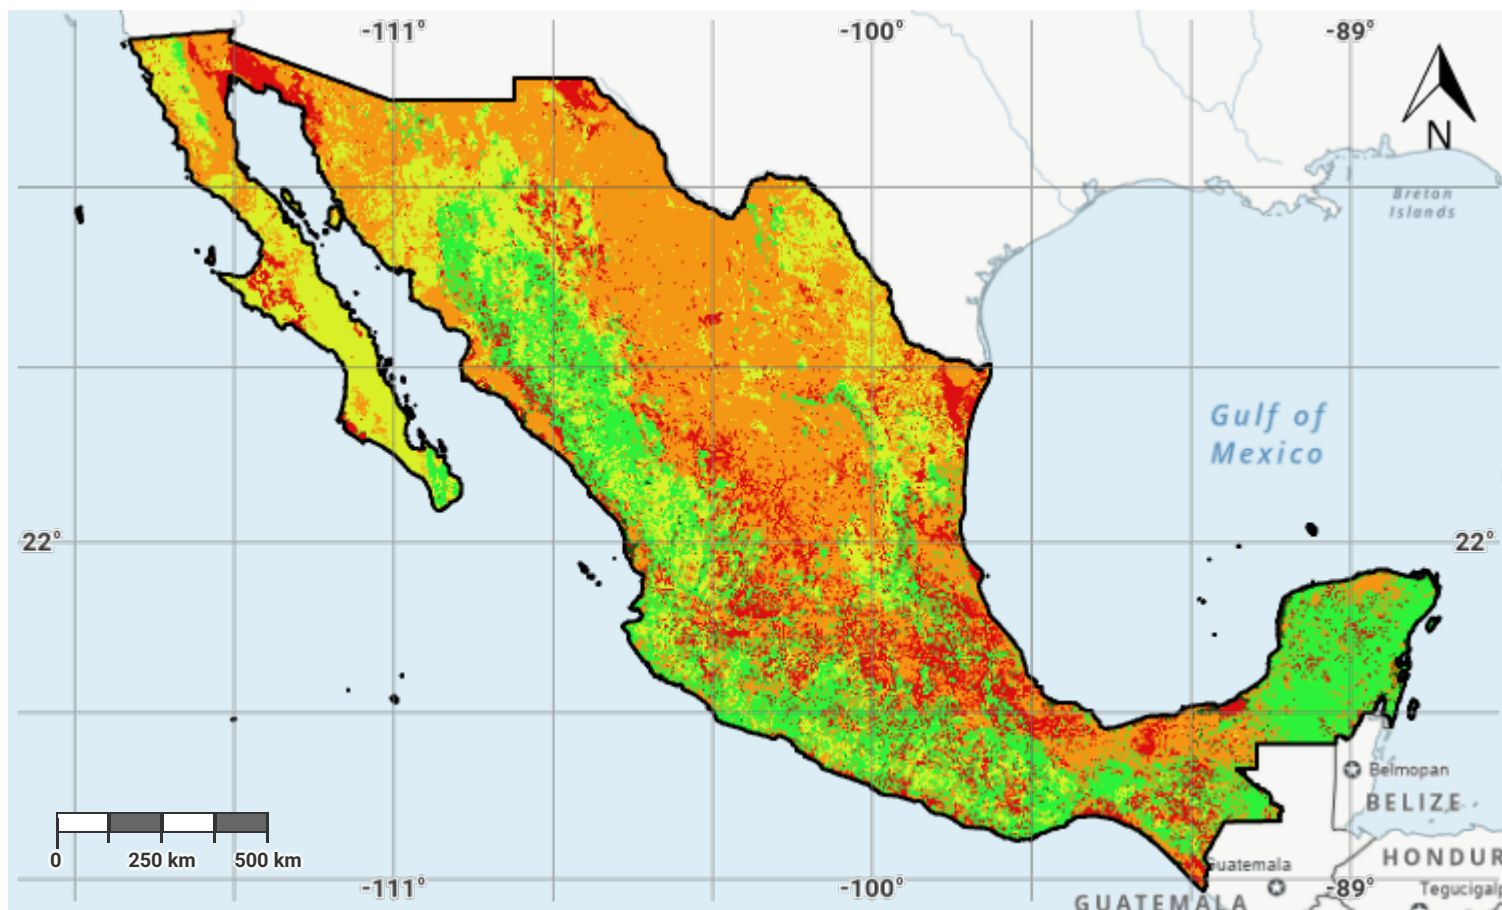 -111° -100° -89°
N
Breton
Islands
Gulf of
Mexico
22° 22°
Belmopan
BELIZE
0 250 km 500 km
HONDUR
Guatemala
-111° -100° -89°
Tegucigalp
GUATEMALA